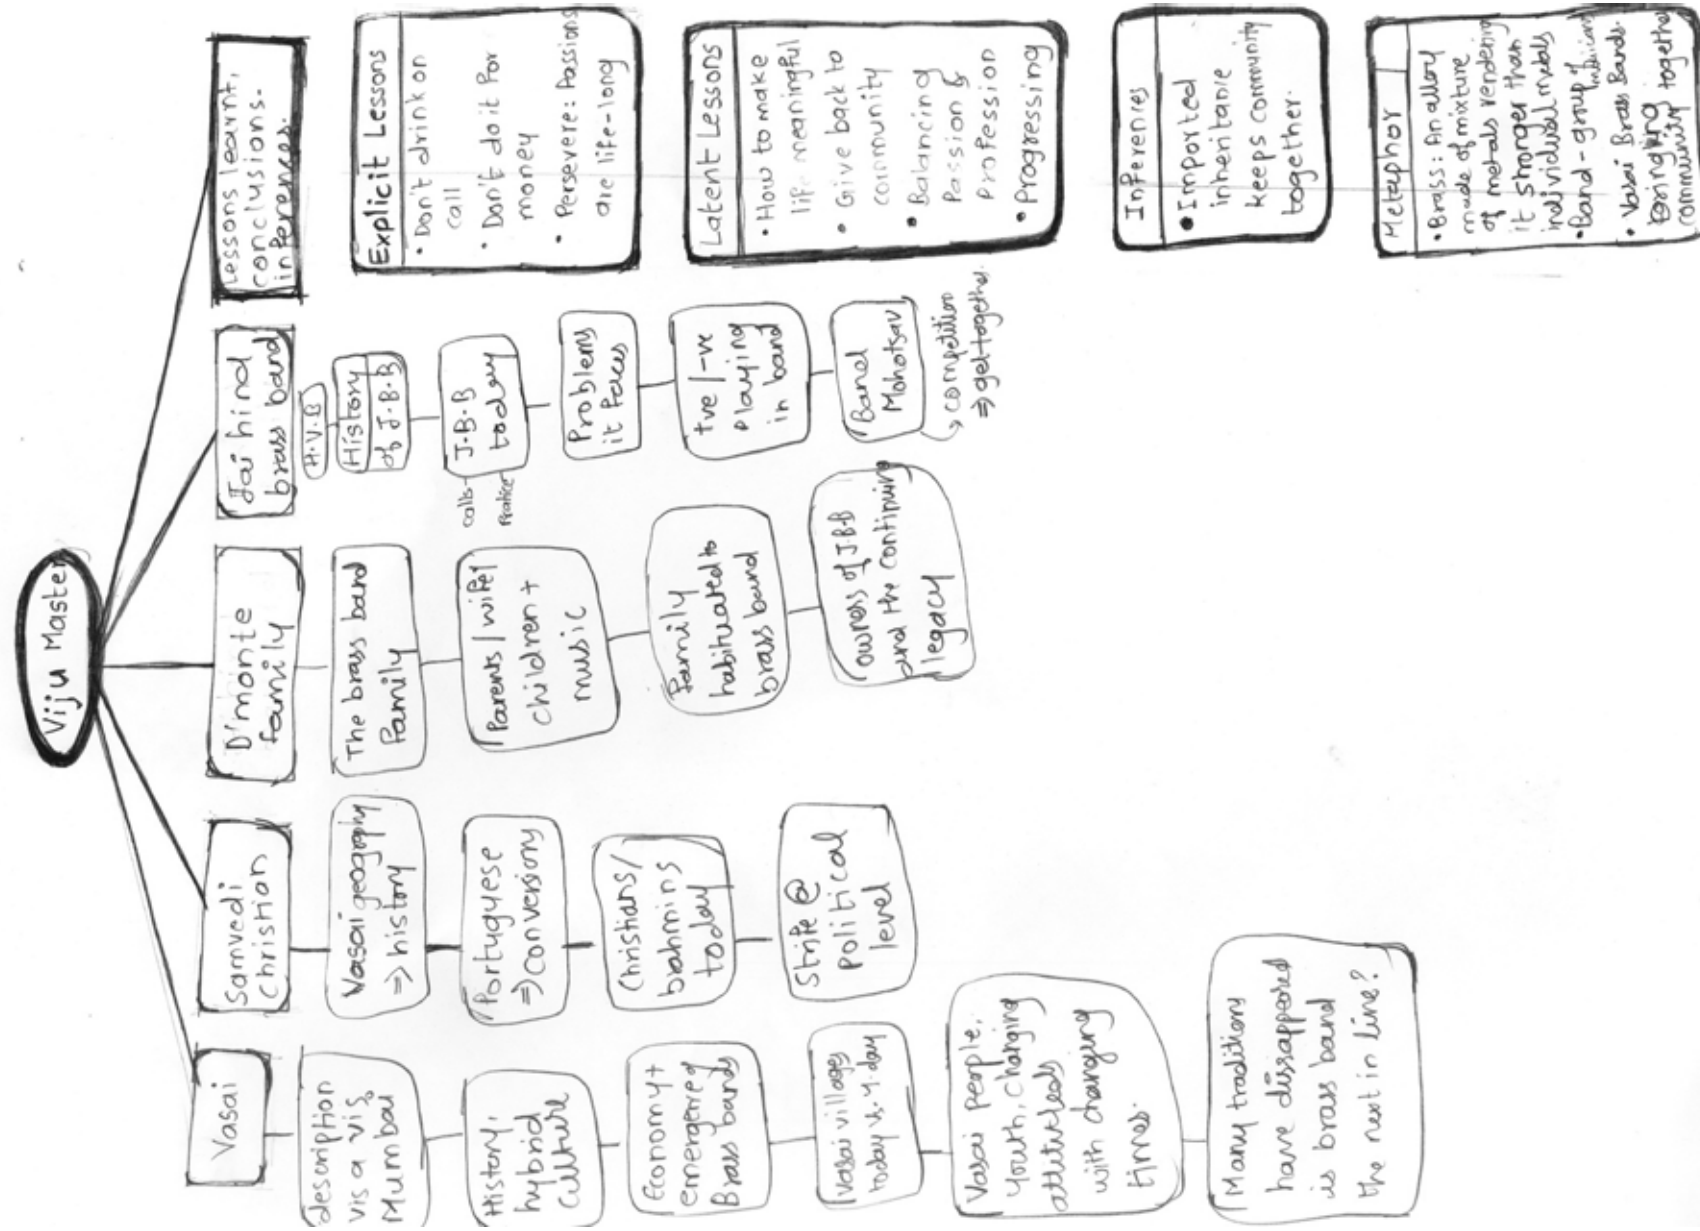 Viju Master
Vasai
description
vis a vis
Mumbai
History,
hybrid
culture
Economy +
emergence of
Brass bands
Vasai villages
today vs. y.day
Vasai people,
youth, changing
attitudes
with changing
times.
Many traditions
have disappeared
is brass band
the next in line?
Samvedi
Christian
Vasai geography
⇒ history
Portuguese
⇒ conversions
Christians/
brahmins
today
Strife @
political
level
D'monte
family
The brass band
family
Parents / wife /
children +
music
Family
habituated to
brass band
owners of J.B.B
and the continuing
legacy
Jai hind
brass band
H.V.B
History
of J.B.B
J.B.B
today
calls
Pratice
Problems
it faces
+ve / -ve
playing
in band
Band
Mohotsav
competition
⇒ get together.
Lessons learnt,
conclusions.
inferences.
Explicit Lessons
• Don't drink on
call
• Don't do it for
money
• Persevere: Passions
are life-long
Latent Lessons
• How to make
life meaningful
• Give back to
community
• Balancing
Passion &
profession
• Progressing
Inferences
• Imported
inheritance
keeps community
together.
Metaphor
• Brass: An alloy
made of mixture
of metals rendering
it stronger than
individual metals
• Band - group of
musicians
• Vasai Brass Bands.
bringing
community together